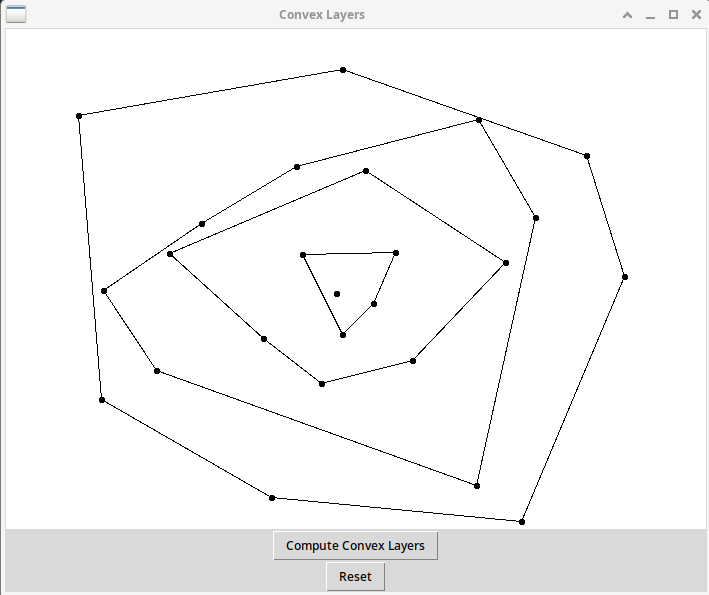 Convex Layers
Compute Convex Layers
Reset